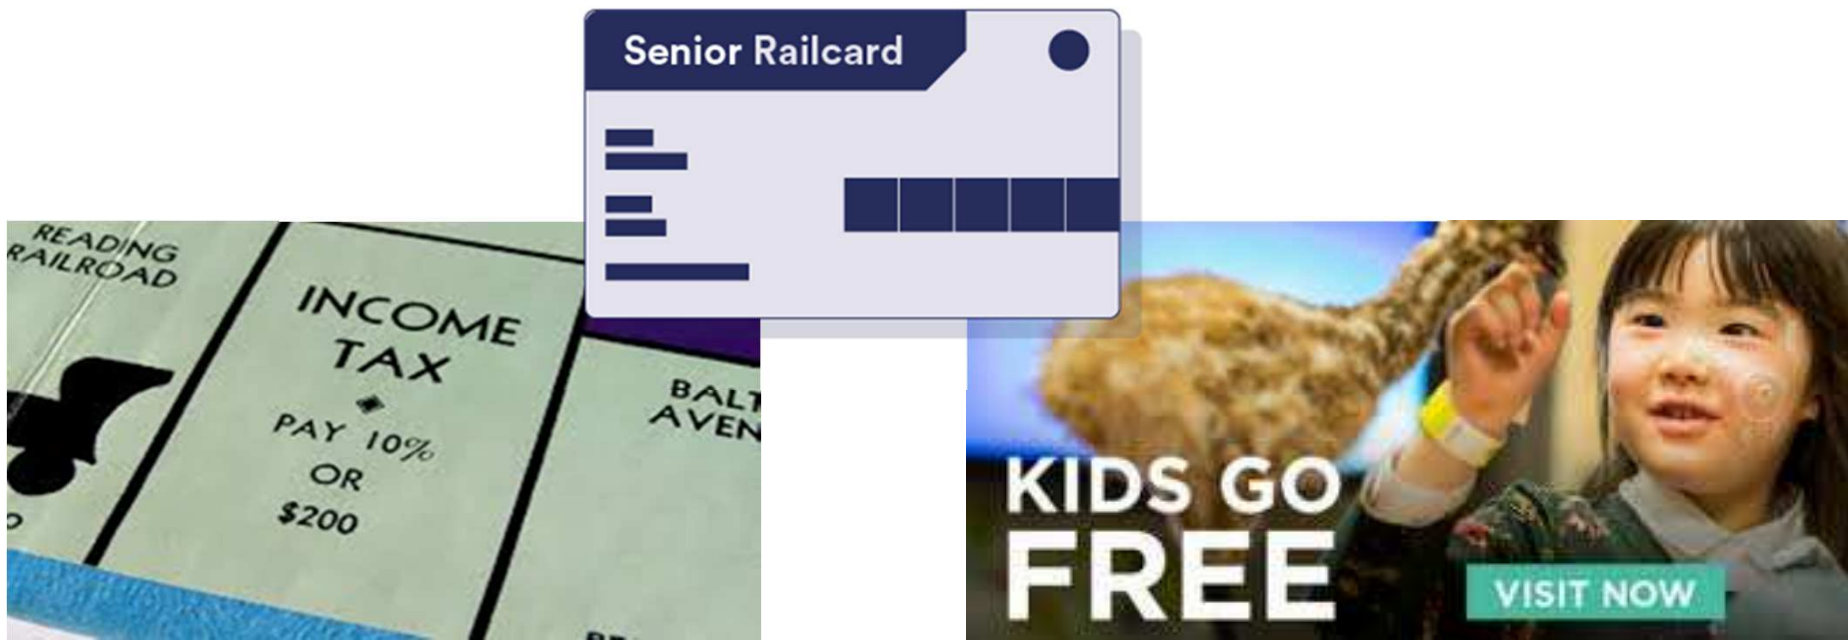 Senior Railcard
READING
RAILROAD
INCOME
TAX
PAY 10%
OR
$200
BALT
AVEN
KIDS GO
FREE
VISIT NOW